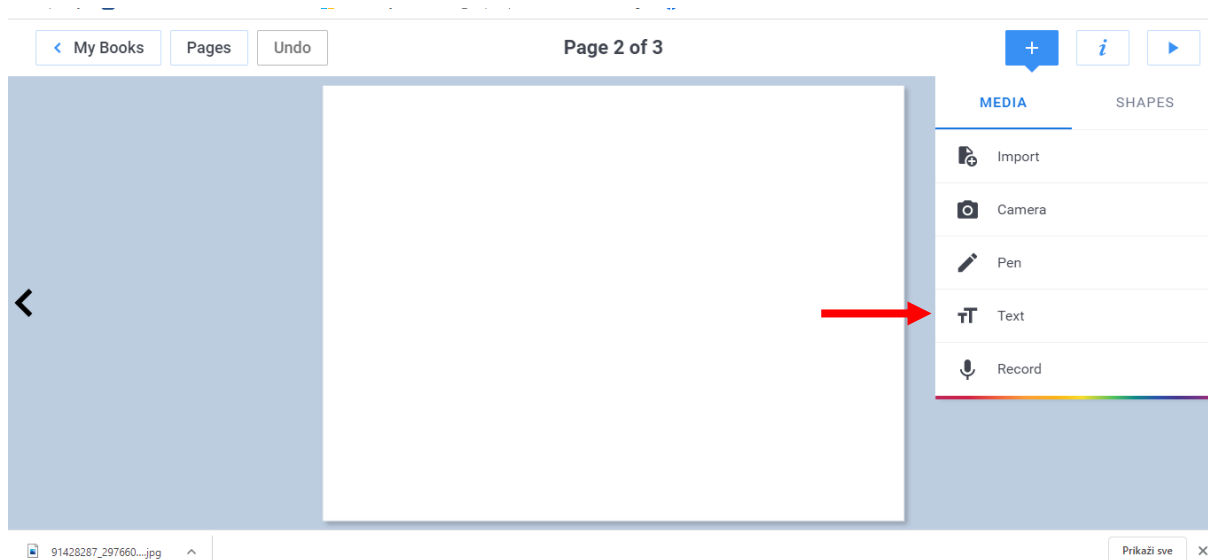 My Books Pages Undo Page 2 of 3 + i
MEDIA SHAPES
Import
Camera
Pen
TT Text
Record
91428287_297660....jpg Prikaži sve X